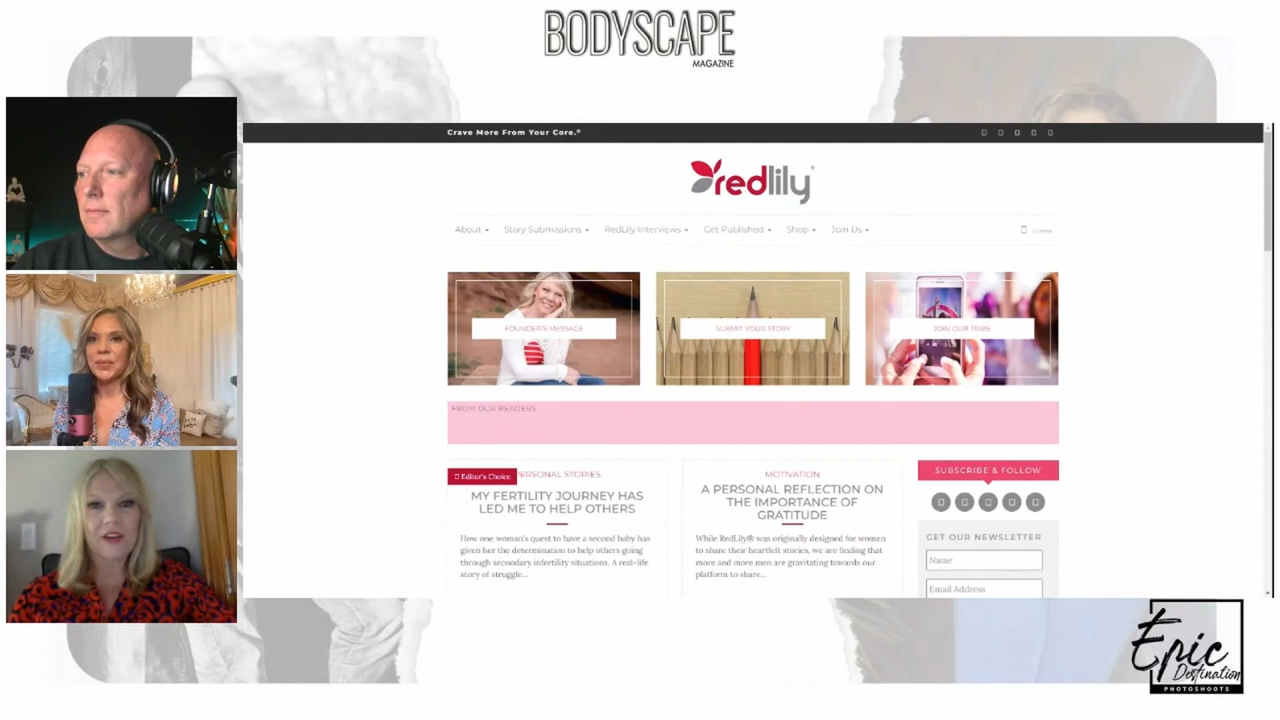 BODYSCAPE
MAGAZINE
Crave More From Your Core.®
redlily®
About Story Submissions RedLily Interviews Get Published Shop Join Us
FOUNDER'S MESSAGE
SUBMIT YOUR STORY
JOIN OUR TRIBE
FROM OUR READERS
Editor's Choice
PERSONAL STORIES
MY FERTILITY JOURNEY HAS
LED ME TO HELP OTHERS
How one woman's quest to have a second baby has
given her the determination to help others going
through secondary infertility situations. A real-life
story of struggle...
MOTIVATION
A PERSONAL REFLECTION ON
THE IMPORTANCE OF
GRATITUDE
While RedLily® was originally designed for women
to share their heartfelt stories, we are finding that
more and more men are gravitating towards our
platform to share...
SUBSCRIBE & FOLLOW
GET OUR NEWSLETTER
Name
Email Address
Epic
Destination
PHOTOSHOOTS